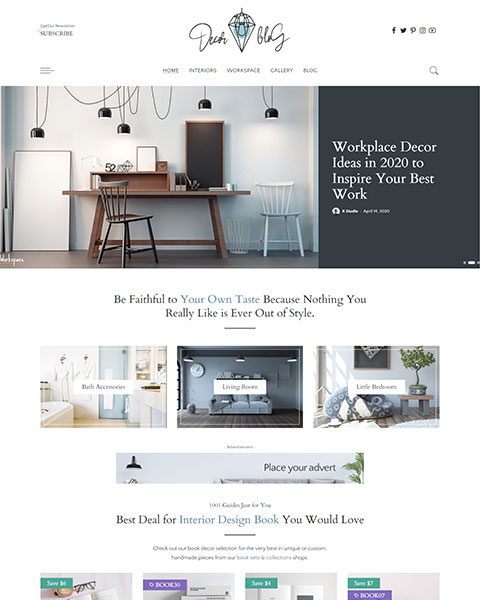 Get Our Newsletter
SUBSCRIBE
Decor bloG
HOME INTERIORS WORKSPACE GALLERY BLOG
Workplace Decor
Ideas in 2020 to
Inspire Your Best
Work
R Studio - April 14, 2020
Workspace
Be Faithful to Your Own Taste Because Nothing You
Really Like is Ever Out of Style.
Bath Accessories
Living Room
Little Bedroom
- Advertisement -
Place your advert
1001 Guides Just for You
Best Deal for Interior Design Book You Would Love
Check out our book decor selection for the very best in unique or custom,
handmade pieces from our book sets & collections shops.
Save $6
BOOK30
Save $4
Save $7
BOOK07